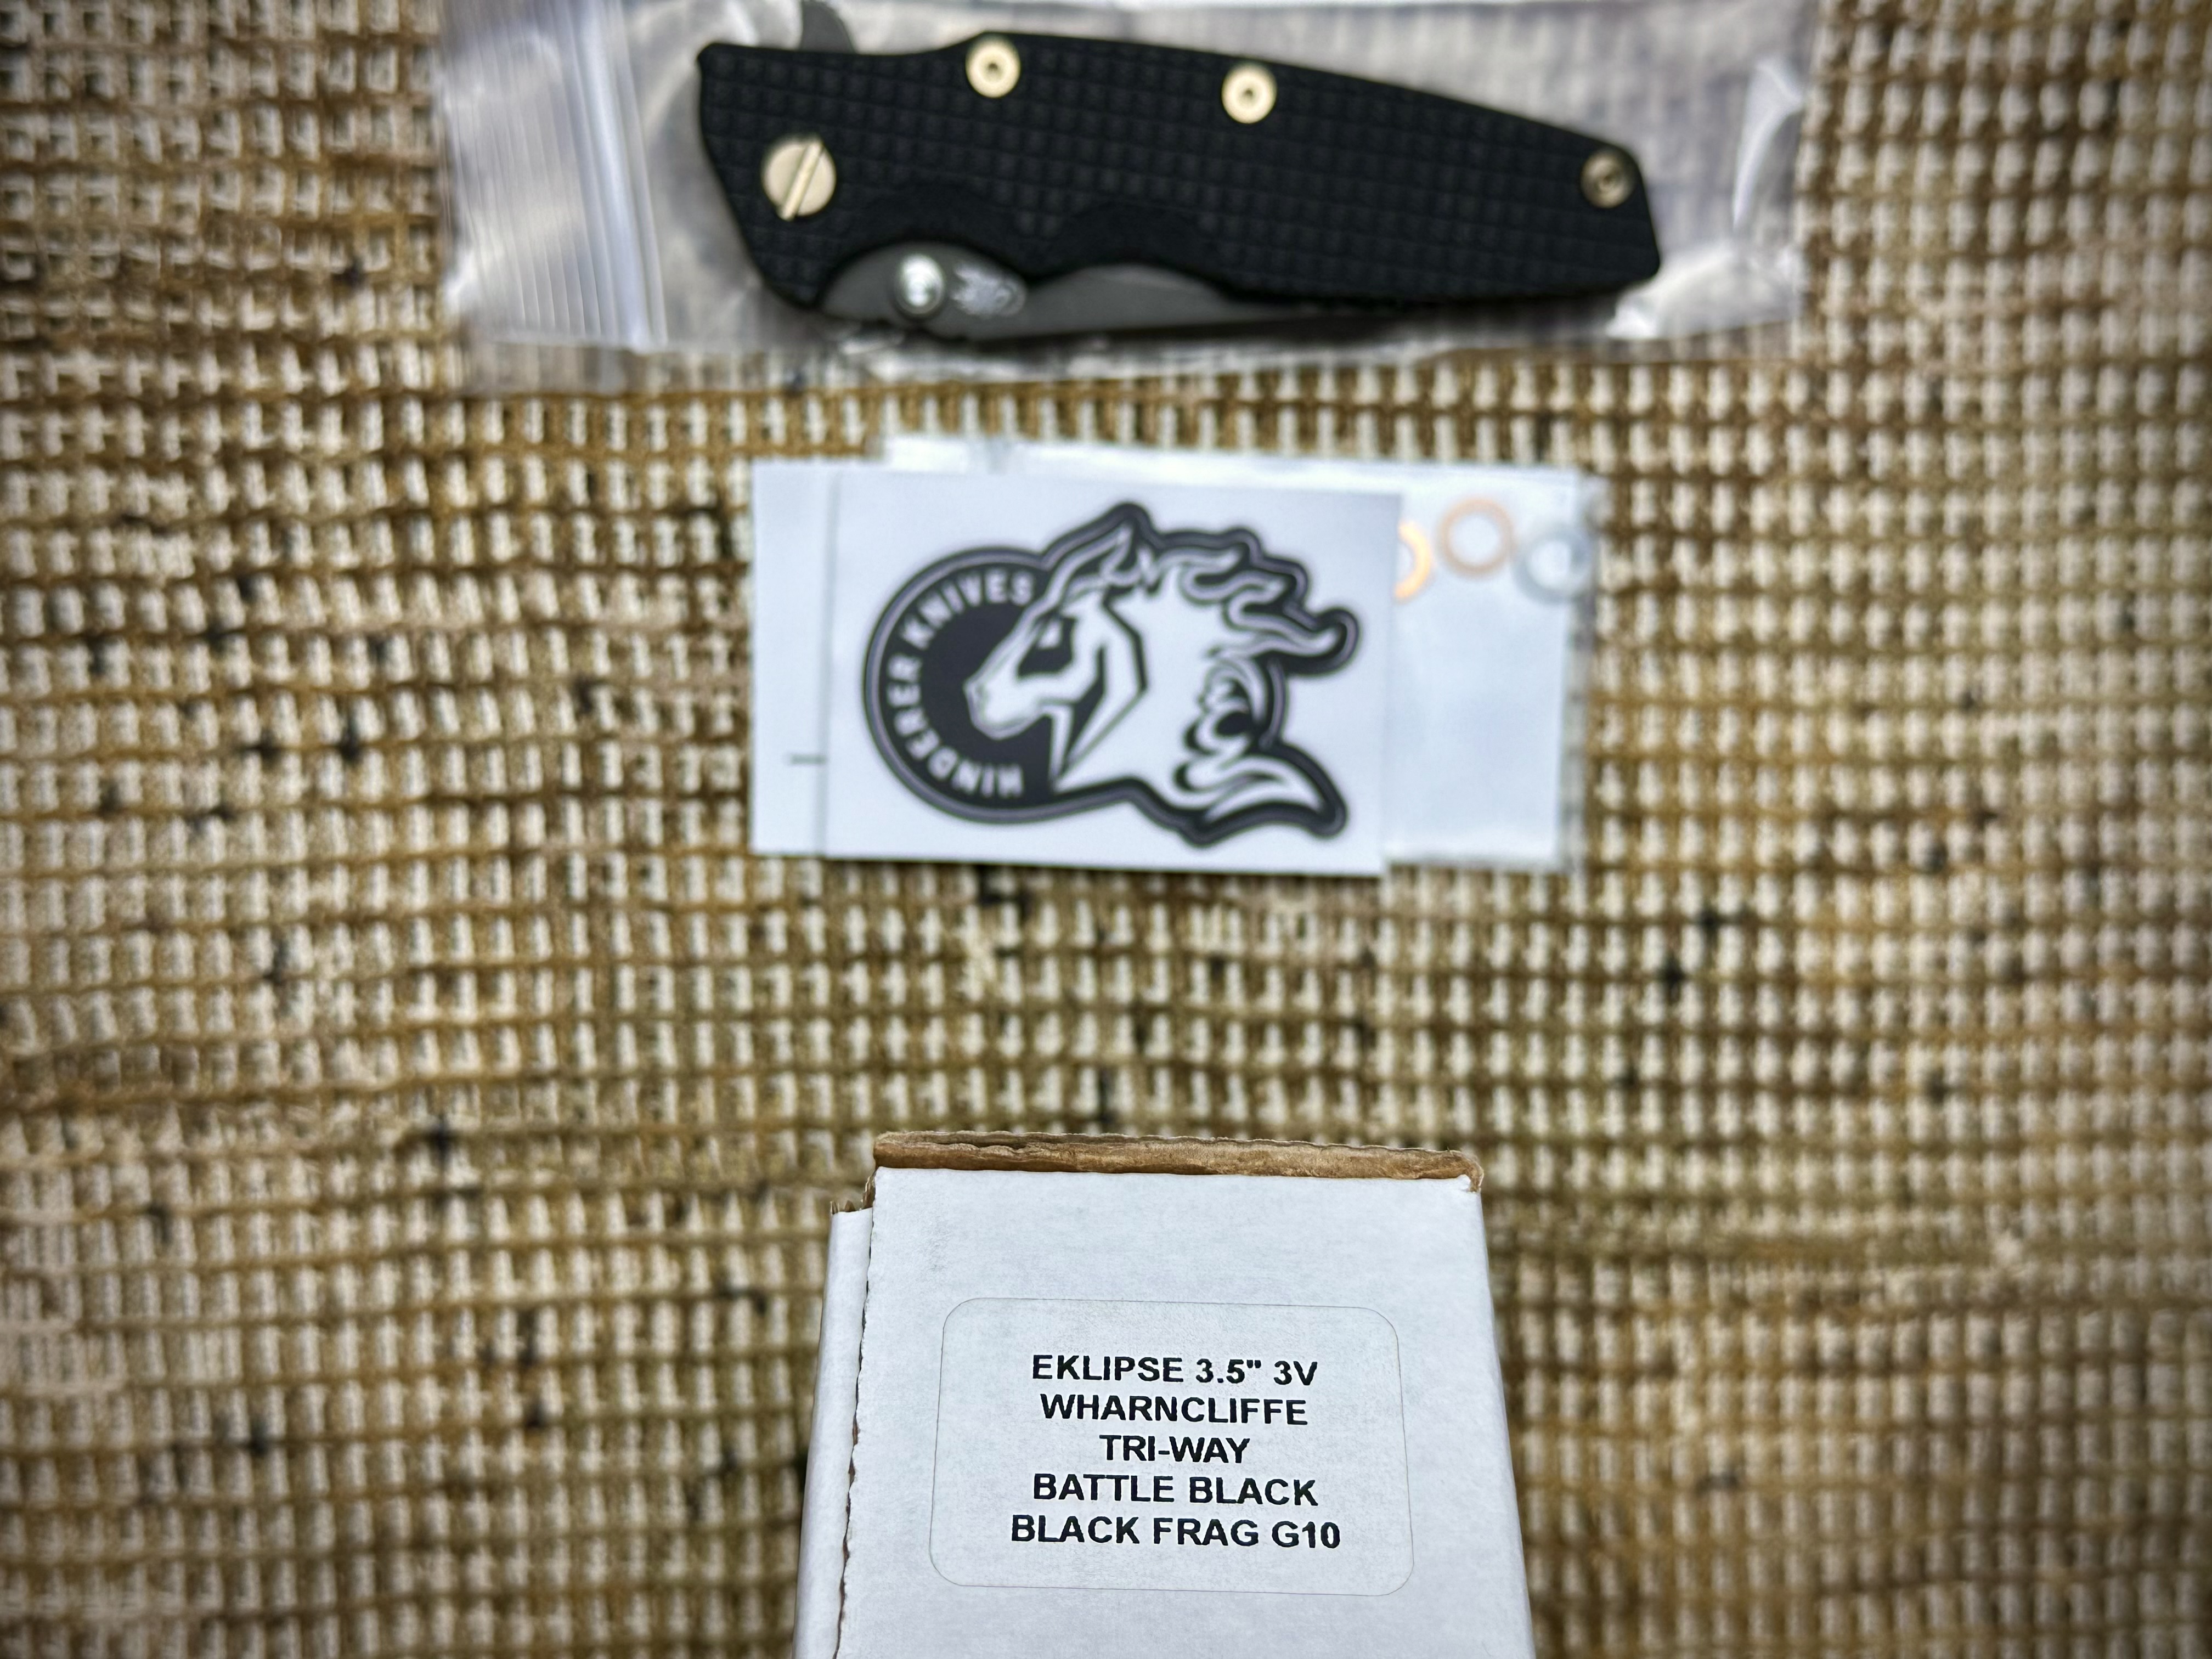 HINDERER KNIVES
EKLIPSE 3.5" 3V
WHARNCLIFFE
TRI-WAY
BATTLE BLACK
BLACK FRAG G10